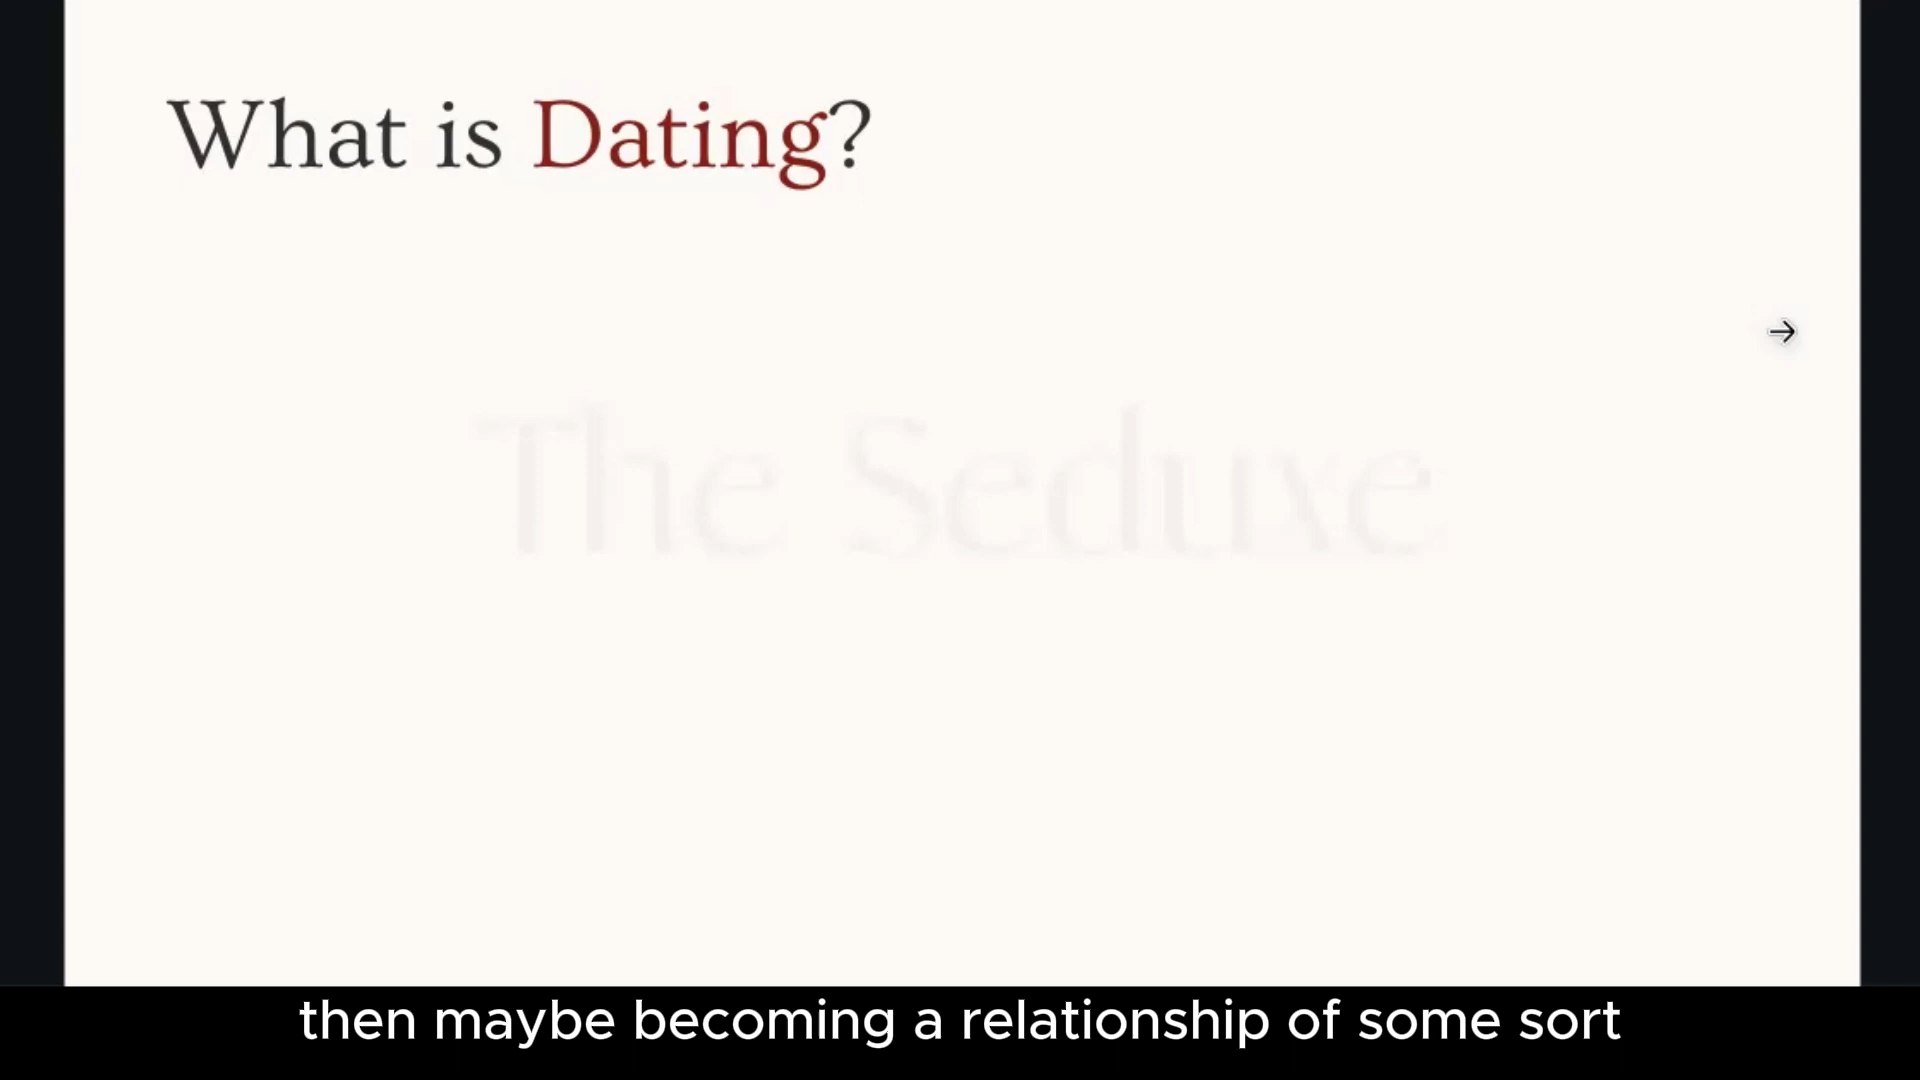 What is Dating?
The Seduxe
then maybe becoming a relationship of some sort